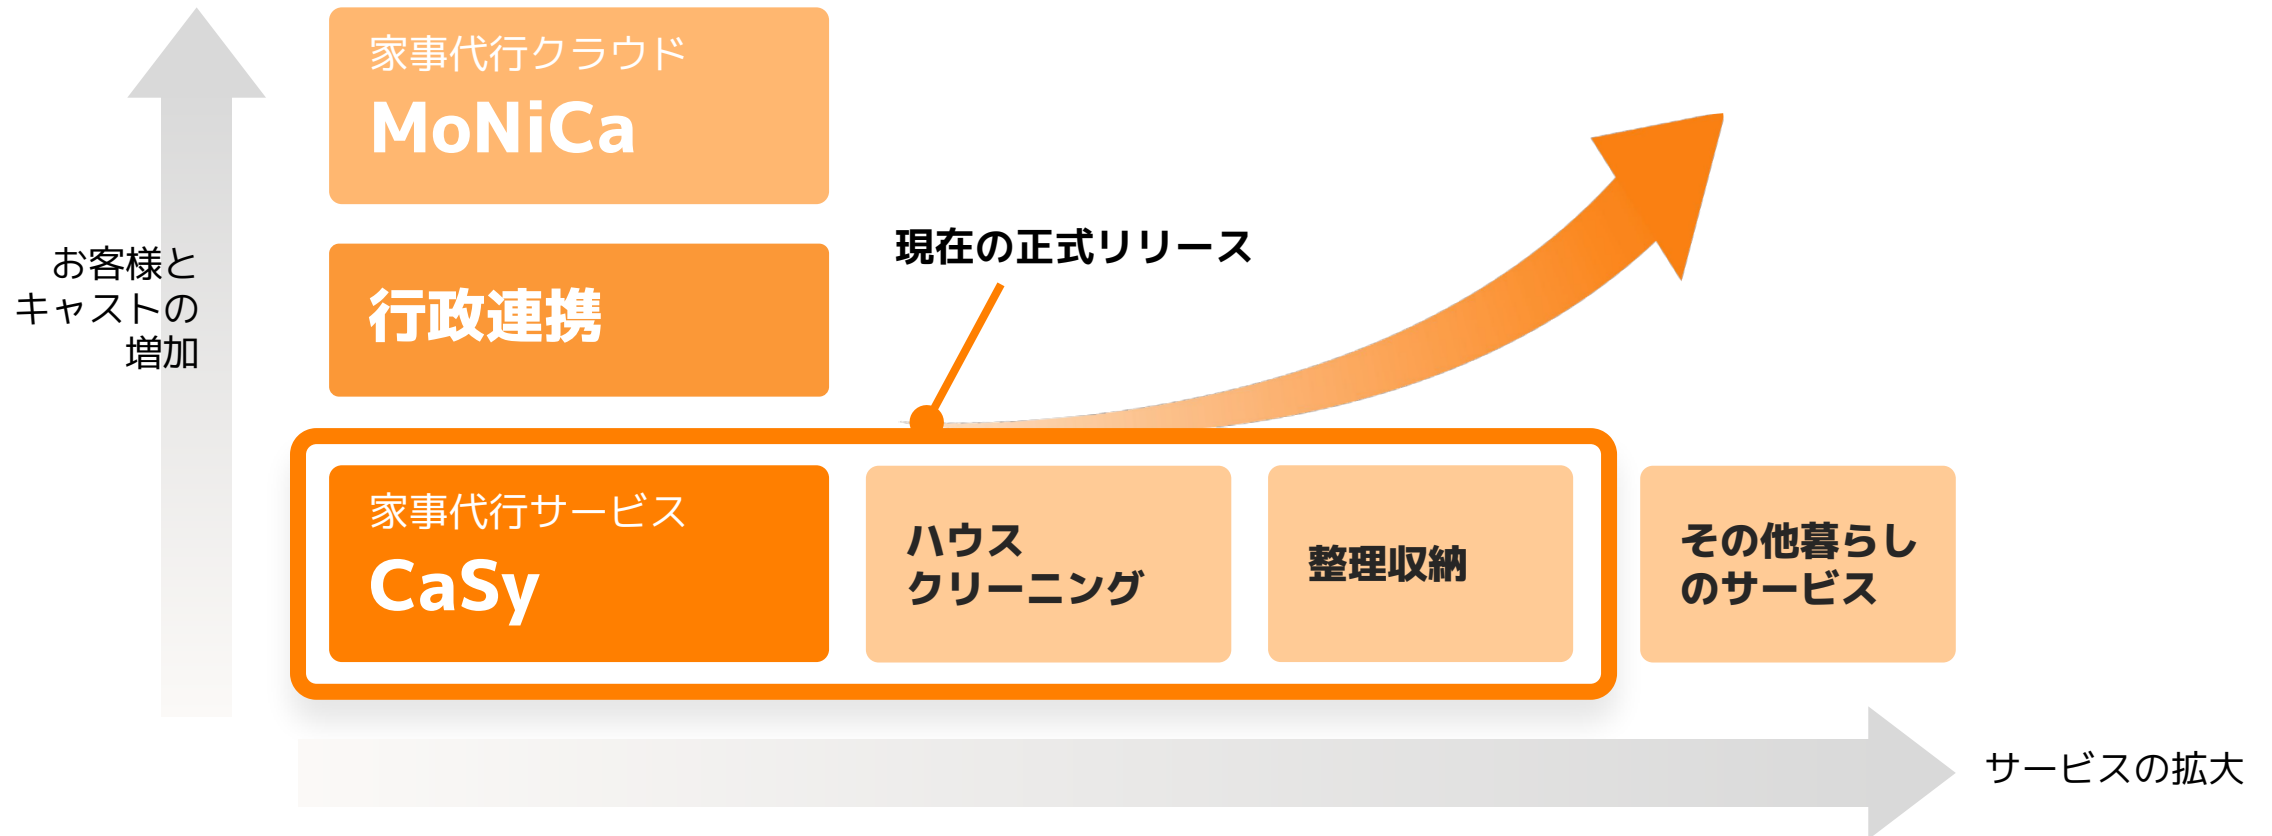 家事代行クラウド
MoNiCa
お客様と
キャストの
増加
行政連携
現在の正式リリース
家事代行サービス
CaSy
ハウス
クリーニング
整理収納
その他暮らし
のサービス
サービスの拡大